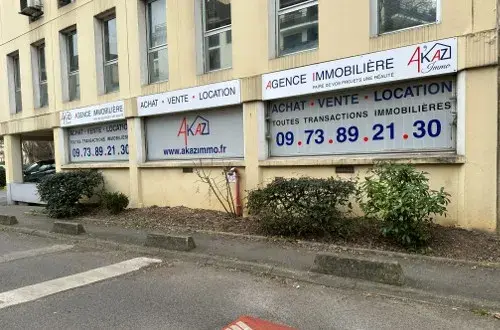 AGENCE IMMOBILIÈRE
AKAZ
ACHAT • VENTE • LOCATION
09.73.89.21.30
ACHAT • VENTE • LOCATION
AKAZ
www.AKAZIMMO.fr
AGENCE IMMOBILIÈRE
FAIRE DE VOS PROJETS UNE RÉALITÉ
AKAZ
Immo
ACHAT • VENTE • LOCATION
TOUTES TRANSACTIONS IMMOBILIÈRES
09.73.89.21.30